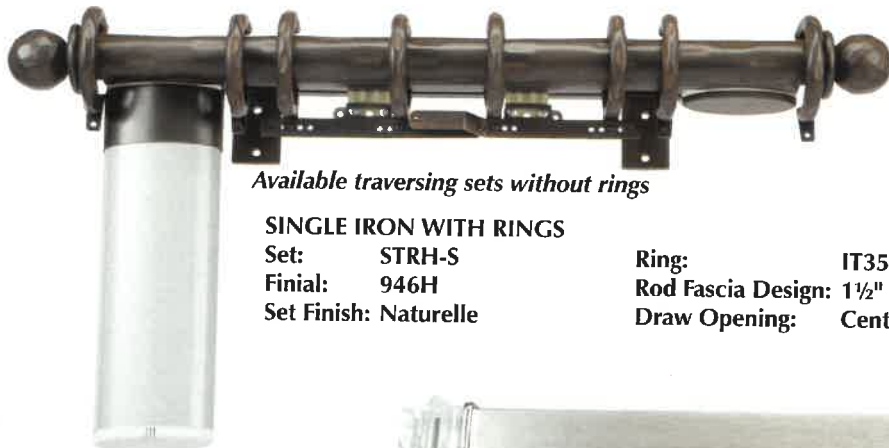 Available traversing sets without rings
SINGLE IRON WITH RINGS
Set: STRH-S
Finial: 946H
Set Finish: Naturelle
Ring: IT35
Rod Fascia Design: 1½"
Draw Opening: Cent